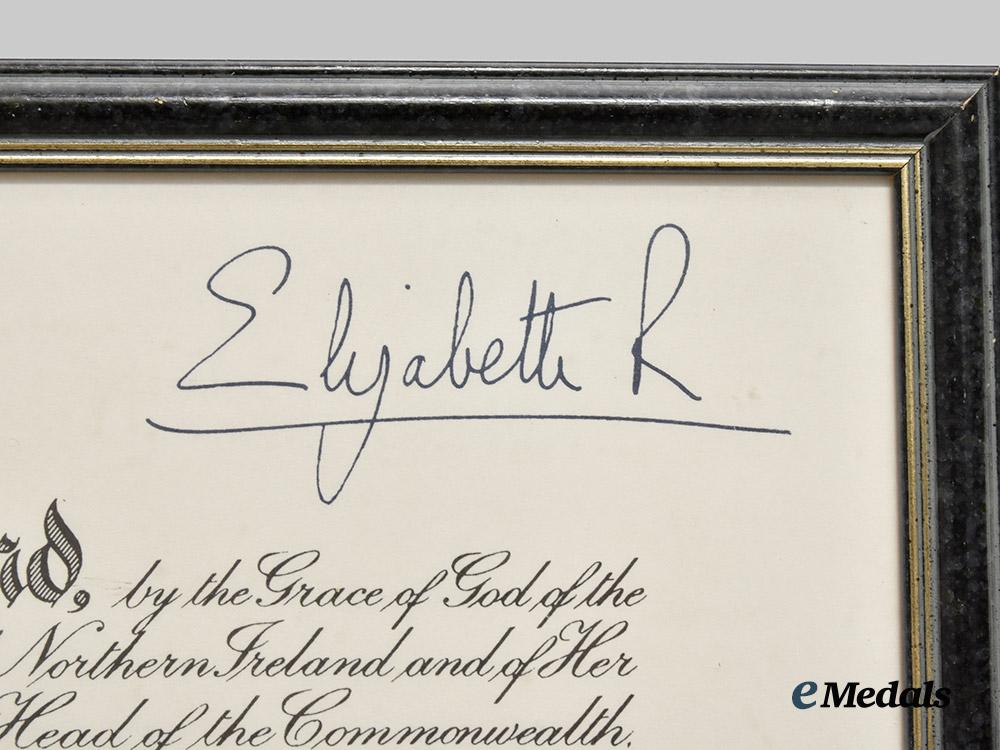 Elizabeth R
, by the Grace of God of the
Northern Ireland and of Her
Head of the Commonwealth.
eMedals